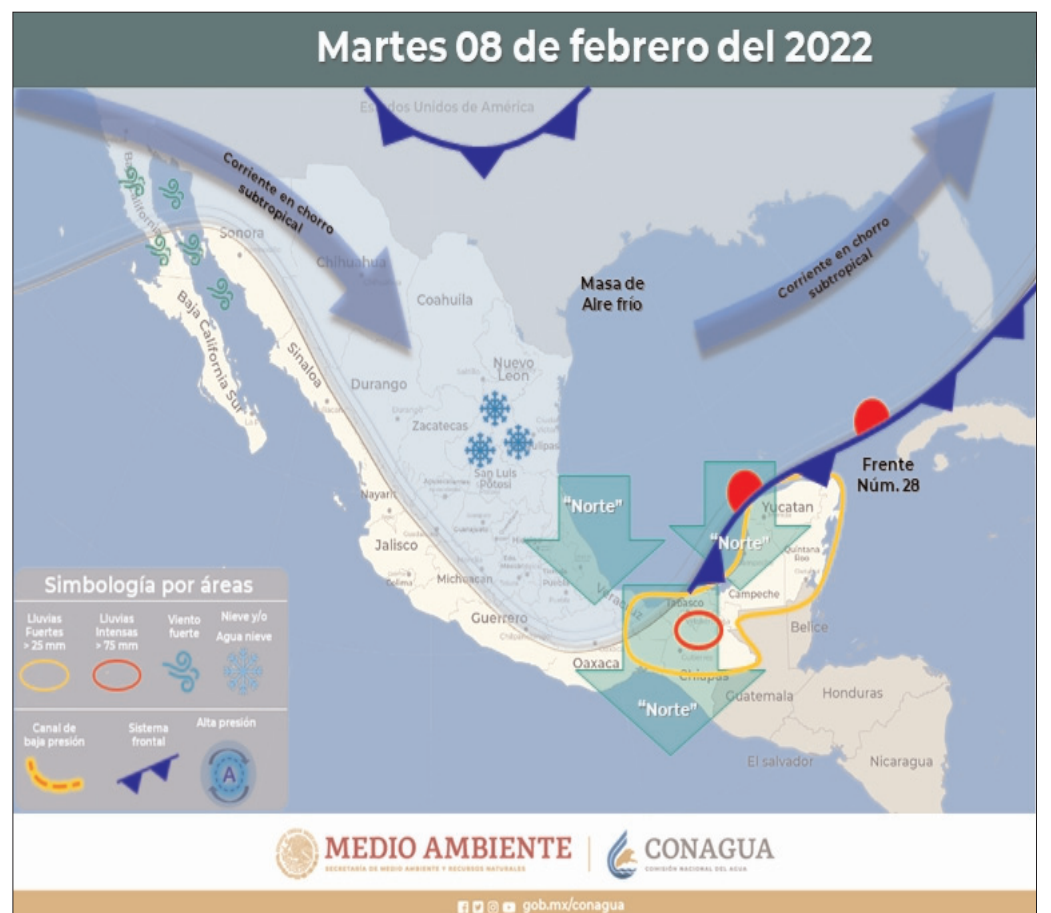 Martes 08 de febrero del 2022
Estados Unidos de América
Baja California
Corriente en chorro
subtropical
Sonora
Chihuahua
Coahuila
Masa de
Aire frío
Corriente en chorro
subtropical
Baja California Sur
Sinaloa
Durango
Nuevo
León
Zacatecas
San Luis
Potosí
Nayarit
Jalisco
Colima
Michuacan
Guerrero
Oaxaca
Veracruz
Tabasco
Chiapas
Campeche
Yucatan
Quintana
Roo
Frente
Núm. 28
"Norte"
"Norte"
"Norte"
Belice
Guatemala
Honduras
El salvador
Nicaragua
Simbología por áreas
Lluvias
Fuertes
> 25 mm
Lluvias
Intensas
> 75 mm
Viento
fuerte
Nieve y/o
Agua nieve
Canal de
baja presión
Sistema
frontal
Alta presión
A
MEDIO AMBIENTE
SECRETARÍA DE MEDIO AMBIENTE Y RECURSOS NATURALES
CONAGUA
COMISIÓN NACIONAL DEL AGUA
gob.mx/conagua